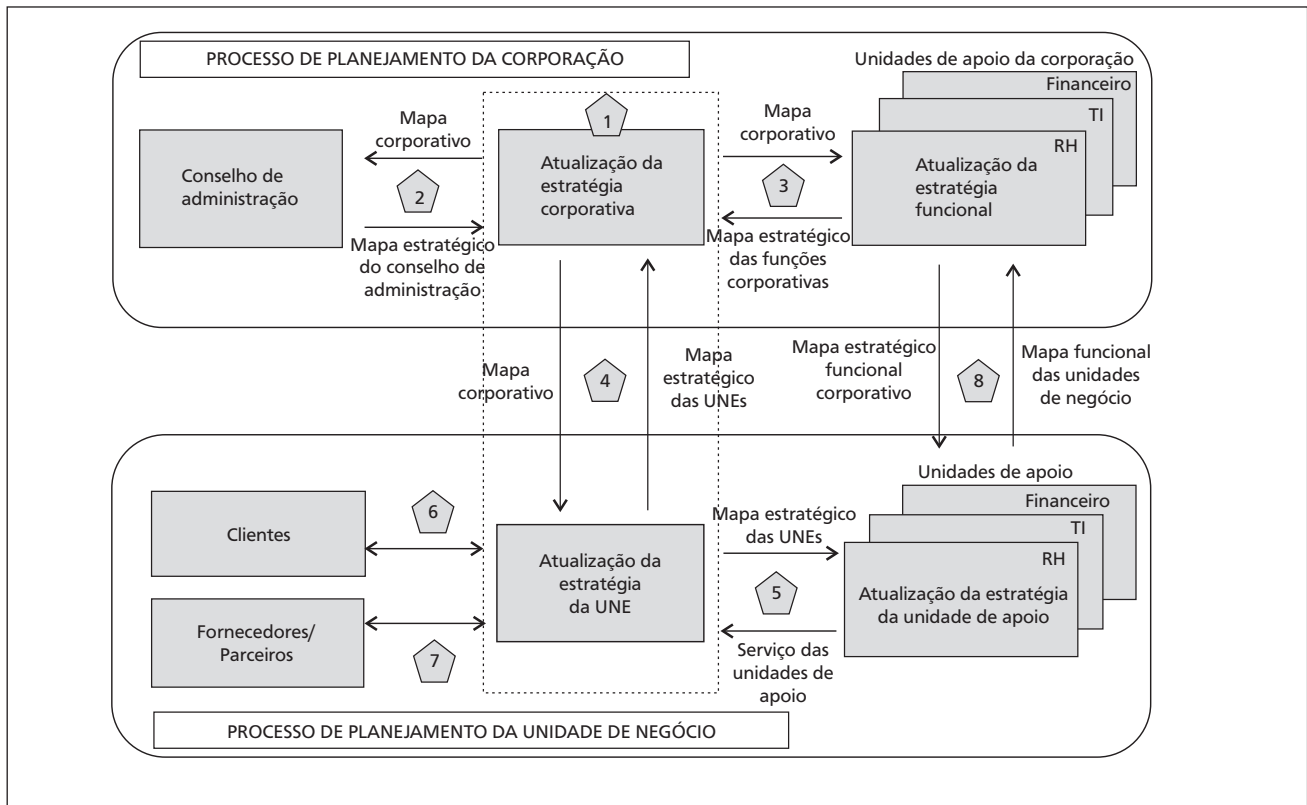 PROCESSO DE PLANEJAMENTO DA CORPORAÇÃO
Unidades de apoio da corporação
Financeiro
TI
RH
Atualização da
estratégia
funcional
1
Atualização da
estratégia
corporativa
Conselho de
administração
Mapa
corporativo
2
Mapa estratégico
do conselho de
administração
Mapa
corporativo
3
Mapa estratégico
das funções
corporativas
Mapa
corporativo
4
Mapa
estratégico
das UNEs
Mapa estratégico
funcional
corporativo
8
Mapa funcional
das unidades
de negócio
Clientes
6
Fornecedores/
Parceiros
7
Atualização da
estratégia
da UNE
Mapa estratégico
das UNEs
5
Serviço das
unidades de
apoio
Unidades de apoio
Financeiro
TI
RH
Atualização da estratégia
da unidade de apoio
PROCESSO DE PLANEJAMENTO DA UNIDADE DE NEGÓCIO